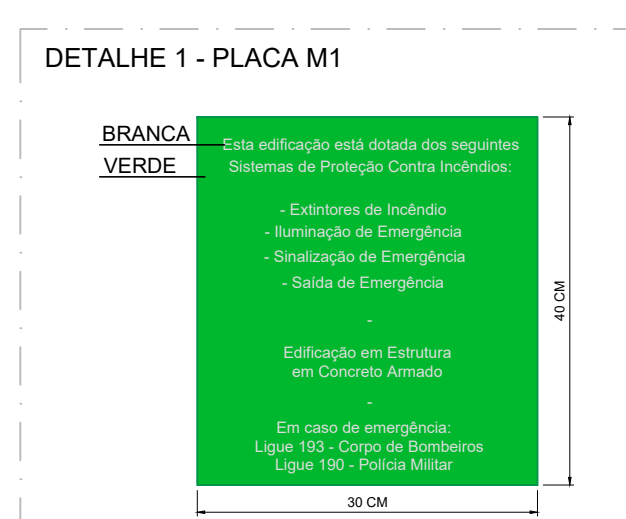 DETALHE 1 - PLACA M1
BRANCA
VERDE
Esta edificação está dotada dos seguintes
Sistemas de Proteção Contra Incêndios:
- Extintores de Incêndio
- Iluminação de Emergência
- Sinalização de Emergência
- Saída de Emergência
-
Edificação em Estrutura
em Concreto Armado
-
Em caso de emergência:
Ligue 193 - Corpo de Bombeiros
Ligue 190 - Polícia Militar
40 CM
30 CM